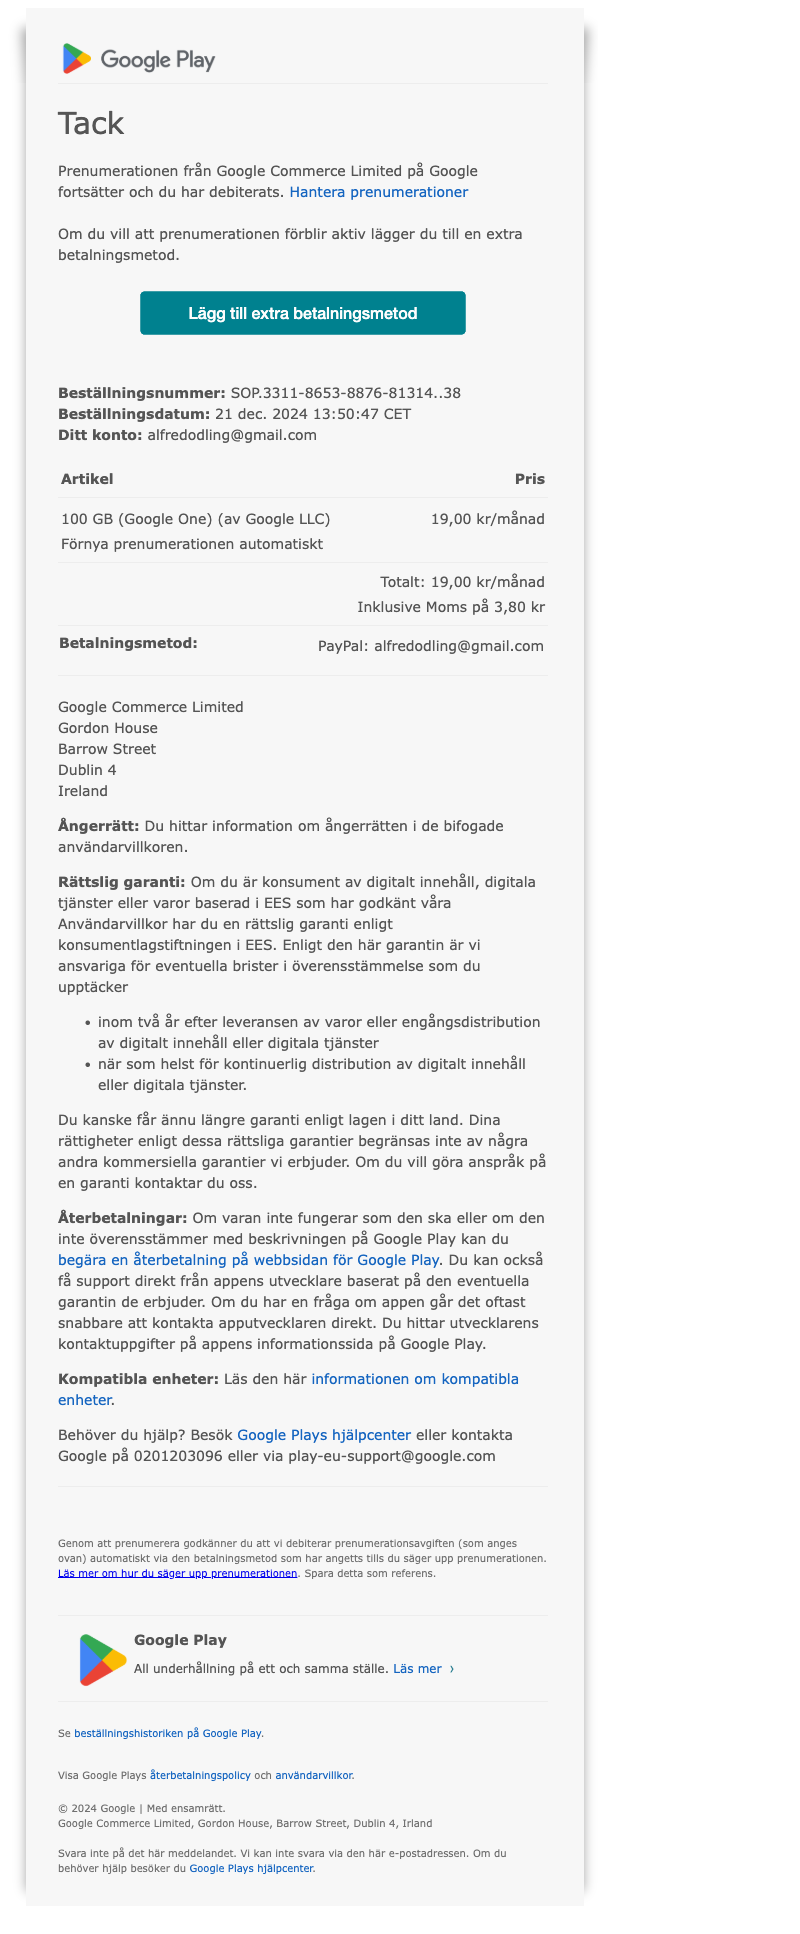 Google Play
Tack
Prenumerationen från Google Commerce Limited på Google
fortsätter och du har debiterats. Hantera prenumerationer
Om du vill att prenumerationen förblir aktiv lägger du till en extra
betalningsmetod.
Lägg till extra betalningsmetod
Beställningsnummer: SOP.3311-8653-8876-81314..38
Beställningsdatum: 21 dec. 2024 13:50:47 CET
Ditt konto: alfredodling@gmail.com
Artikel Pris
100 GB (Google One) (av Google LLC) 19,00 kr/månad
Förnya prenumerationen automatiskt
Totalt: 19,00 kr/månad
Inklusive Moms på 3,80 kr
Betalningsmetod: PayPal: alfredodling@gmail.com
Google Commerce Limited
Gordon House
Barrow Street
Dublin 4
Ireland
Ångerrätt: Du hittar information om ångerrätten i de bifogade
användarvillkoren.
Rättslig garanti: Om du är konsument av digitalt innehåll, digitala
tjänster eller varor baserad i EES som har godkänt våra
Användarvillkor har du en rättslig garanti enligt
konsumentlagstiftningen i EES. Enligt den här garantin är vi
ansvariga för eventuella brister i överensstämmelse som du
upptäcker
• inom två år efter leveransen av varor eller engångsdistribution
av digitalt innehåll eller digitala tjänster
• när som helst för kontinuerlig distribution av digitalt innehåll
eller digitala tjänster.
Du kanske får ännu längre garanti enligt lagen i ditt land. Dina
rättigheter enligt dessa rättsliga garantier begränsas inte av några
andra kommersiella garantier vi erbjuder. Om du vill göra anspråk på
en garanti kontaktar du oss.
Återbetalningar: Om varan inte fungerar som den ska eller om den
inte överensstämmer med beskrivningen på Google Play kan du
begära en återbetalning på webbsidan för Google Play. Du kan också
få support direkt från appens utvecklare baserat på den eventuella
garantin de erbjuder. Om du har en fråga om appen går det oftast
snabbare att kontakta apputvecklaren direkt. Du hittar utvecklarens
kontaktuppgifter på appens informationssida på Google Play.
Kompatibla enheter: Läs den här informationen om kompatibla
enheter.
Behöver du hjälp? Besök Google Plays hjälpcenter eller kontakta
Google på 0201203096 eller via play-eu-support@google.com
Genom att prenumerera godkänner du att vi debiterar prenumerationsavgiften (som anges
ovan) automatiskt via den betalningsmetod som har angetts tills du säger upp prenumerationen.
Läs mer om hur du säger upp prenumerationen. Spara detta som referens.
Google Play
All underhållning på ett och samma ställe. Läs mer ›
Se beställningshistoriken på Google Play.
Visa Google Plays återbetalningspolicy och användarvillkor.
© 2024 Google | Med ensamrätt.
Google Commerce Limited, Gordon House, Barrow Street, Dublin 4, Irland
Svara inte på det här meddelandet. Vi kan inte svara via den här e-postadressen. Om du
behöver hjälp besöker du Google Plays hjälpcenter.